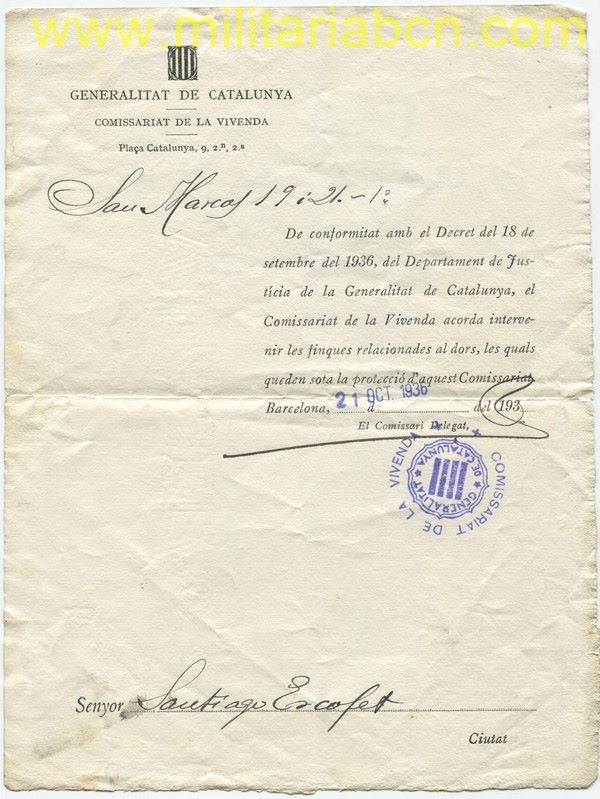 www.militariabcn.com
GENERALITAT DE CATALUNYA
COMISSARIAT DE LA VIVENDA
Plaça Catalunya, 9, 2.n, 2.a
San Marcos 19 i 21.-1º
De conformitat amb el Decret del 18 de
setembre del 1936, del Departament de Jus-
tícia de la Generalitat de Catalunya, el
Comissariat de la Vivenda acorda interve-
nir les finques relacionades al dors, les quals
queden sota la protecció d'aquest Comissariat.
Barcelona, 21 OCT. 1936 d del 193
El Comissari Delegat,
COMISSARIAT DE LA VIVENDA
GENERALITAT DE CATALUNYA
Senyor Santiago Escofet
Ciutat